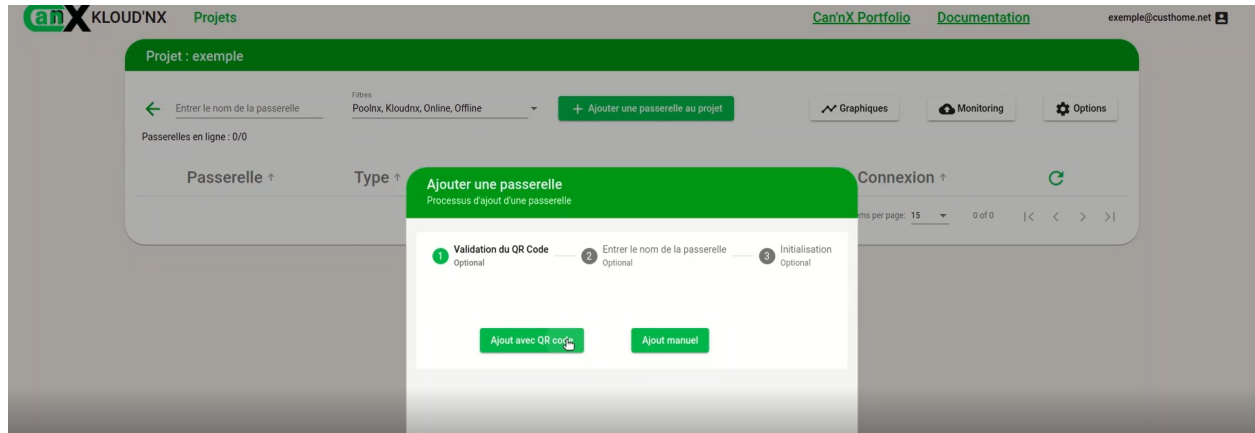 can X KLOUD'NX Projets Can'nX Portfolio Documentation exemple@custhome.net
Projet : exemple
Filtres
Entrer le nom de la passerelle Poolnx, Kloudnx, Online, Offline + Ajouter une passerelle au projet Graphiques Monitoring Options
Passerelles en ligne : 0/0
Passerelle ↑ Type ↑ Connexion ↑
Ajouter une passerelle
Processus d'ajout d'une passerelle
ms per page: 15 0 of 0
1 Validation du QR Code 2 Entrer le nom de la passerelle 3 Initialisation
Optional Optional Optional
Ajout avec QR code Ajout manuel